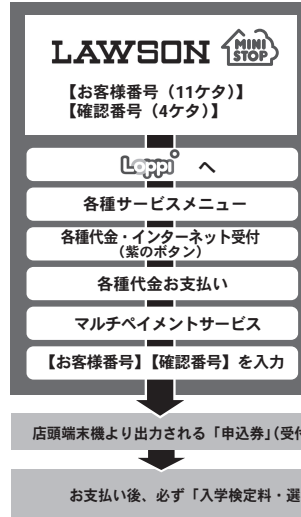 LAWSON MINI STOP
【お客様番号（11ケタ）】
【確認番号（4ケタ）】
Loppi へ
各種サービスメニュー
各種代金・インターネット受付
（紫のボタン）
各種代金お支払い
マルチペイメントサービス
【お客様番号】【確認番号】を入力
店頭端末機より出力される「申込券」（受付
お支払い後、必ず「入学検定料・選